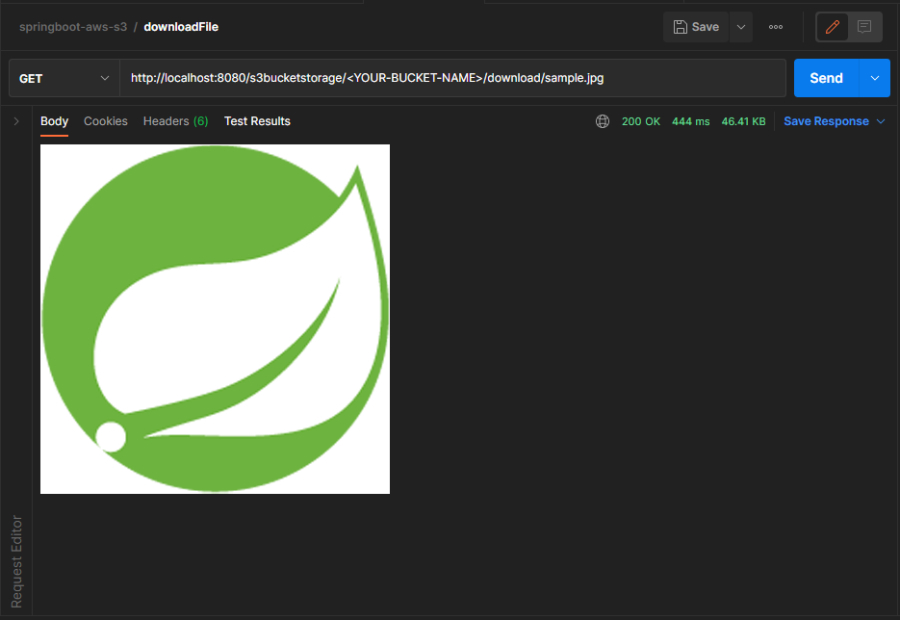 springboot-aws-s3 / downloadFile
Save
GET
http://localhost:8080/s3bucketstorage/<YOUR-BUCKET-NAME>/download/sample.jpg
Send
Body Cookies Headers (6) Test Results
200 OK 444 ms 46.41 KB Save Response
Request Editor